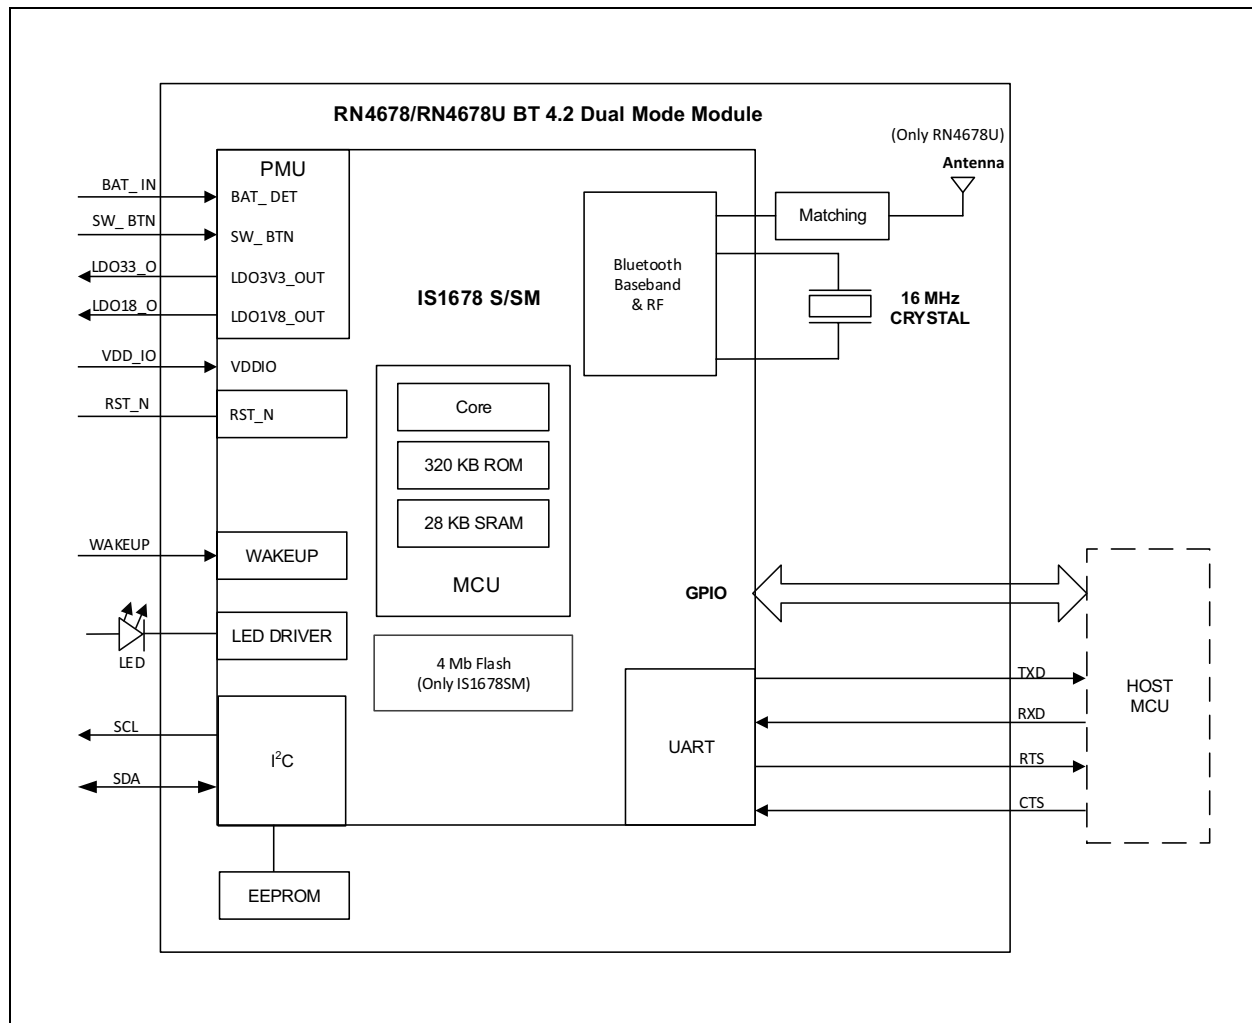 RN4678/RN4678U BT 4.2 Dual Mode Module
(Only RN4678U)
Antenna
PMU
BAT_ IN
BAT_ DET
SW_ BTN
SW_ BTN
LDO33_O
LDO3V3_OUT
LDO18_O
LDO1V8_OUT
VDD_IO
VDDIO
RST_N
RST_N
WAKEUP
WAKEUP
LED DRIVER
LED
SCL
SDA
I²C
EEPROM
IS1678 S/SM
Core
320 KB ROM
28 KB SRAM
MCU
4 Mb Flash
(Only IS1678SM)
Bluetooth
Baseband
& RF
Matching
16 MHz
CRYSTAL
GPIO
UART
TXD
RXD
RTS
CTS
HOST
MCU